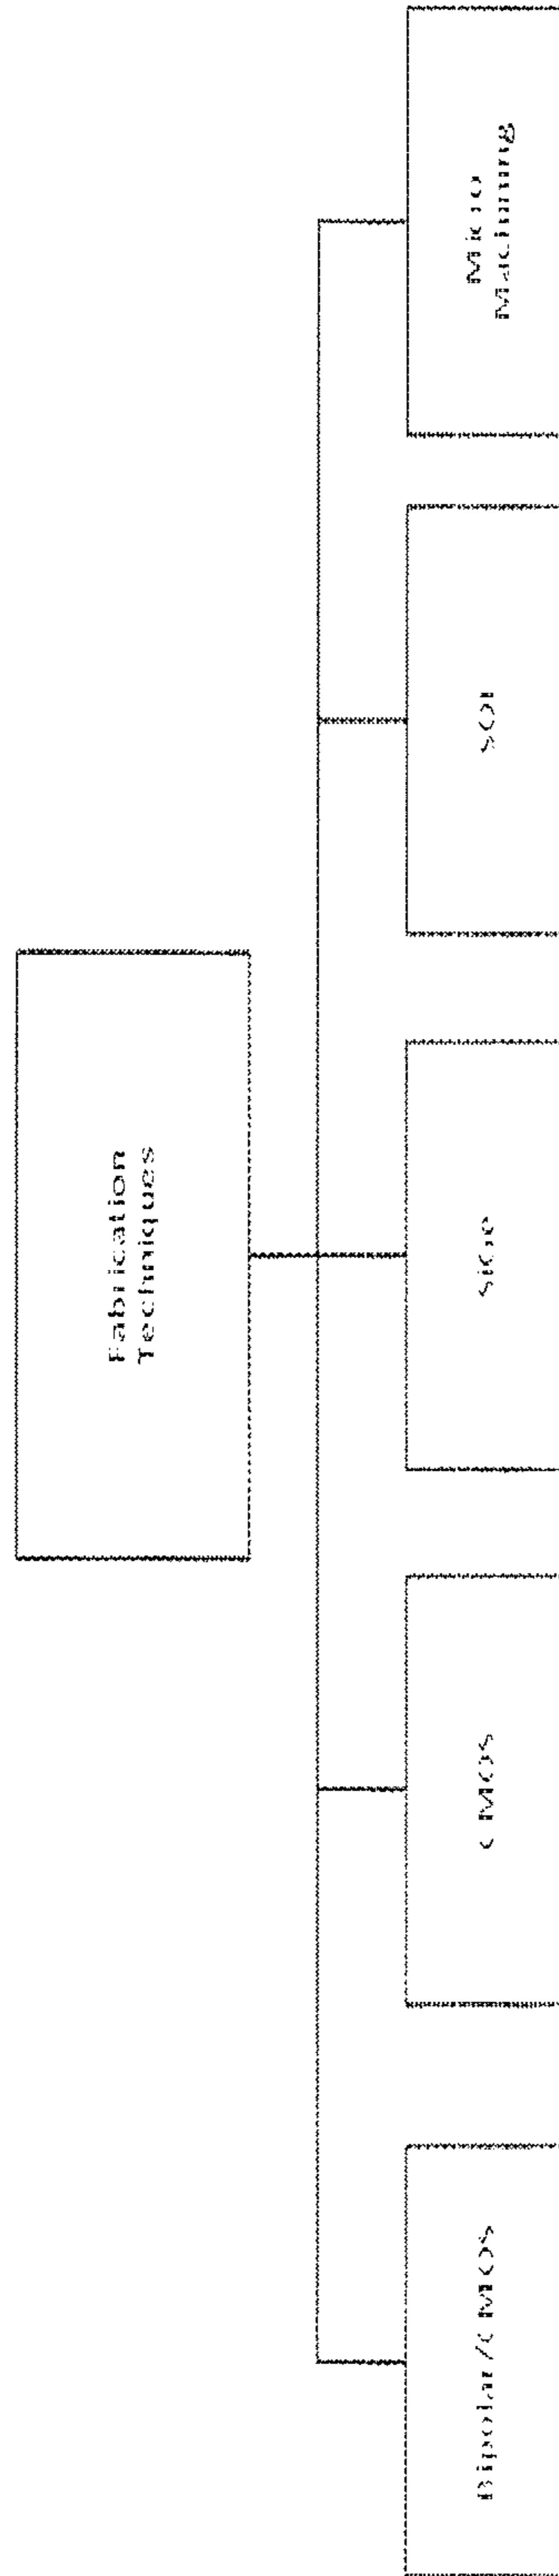 Fabrication
Techniques
Bipolar/CMOS
CMOS
SiGe
SOI
Micro
Machining